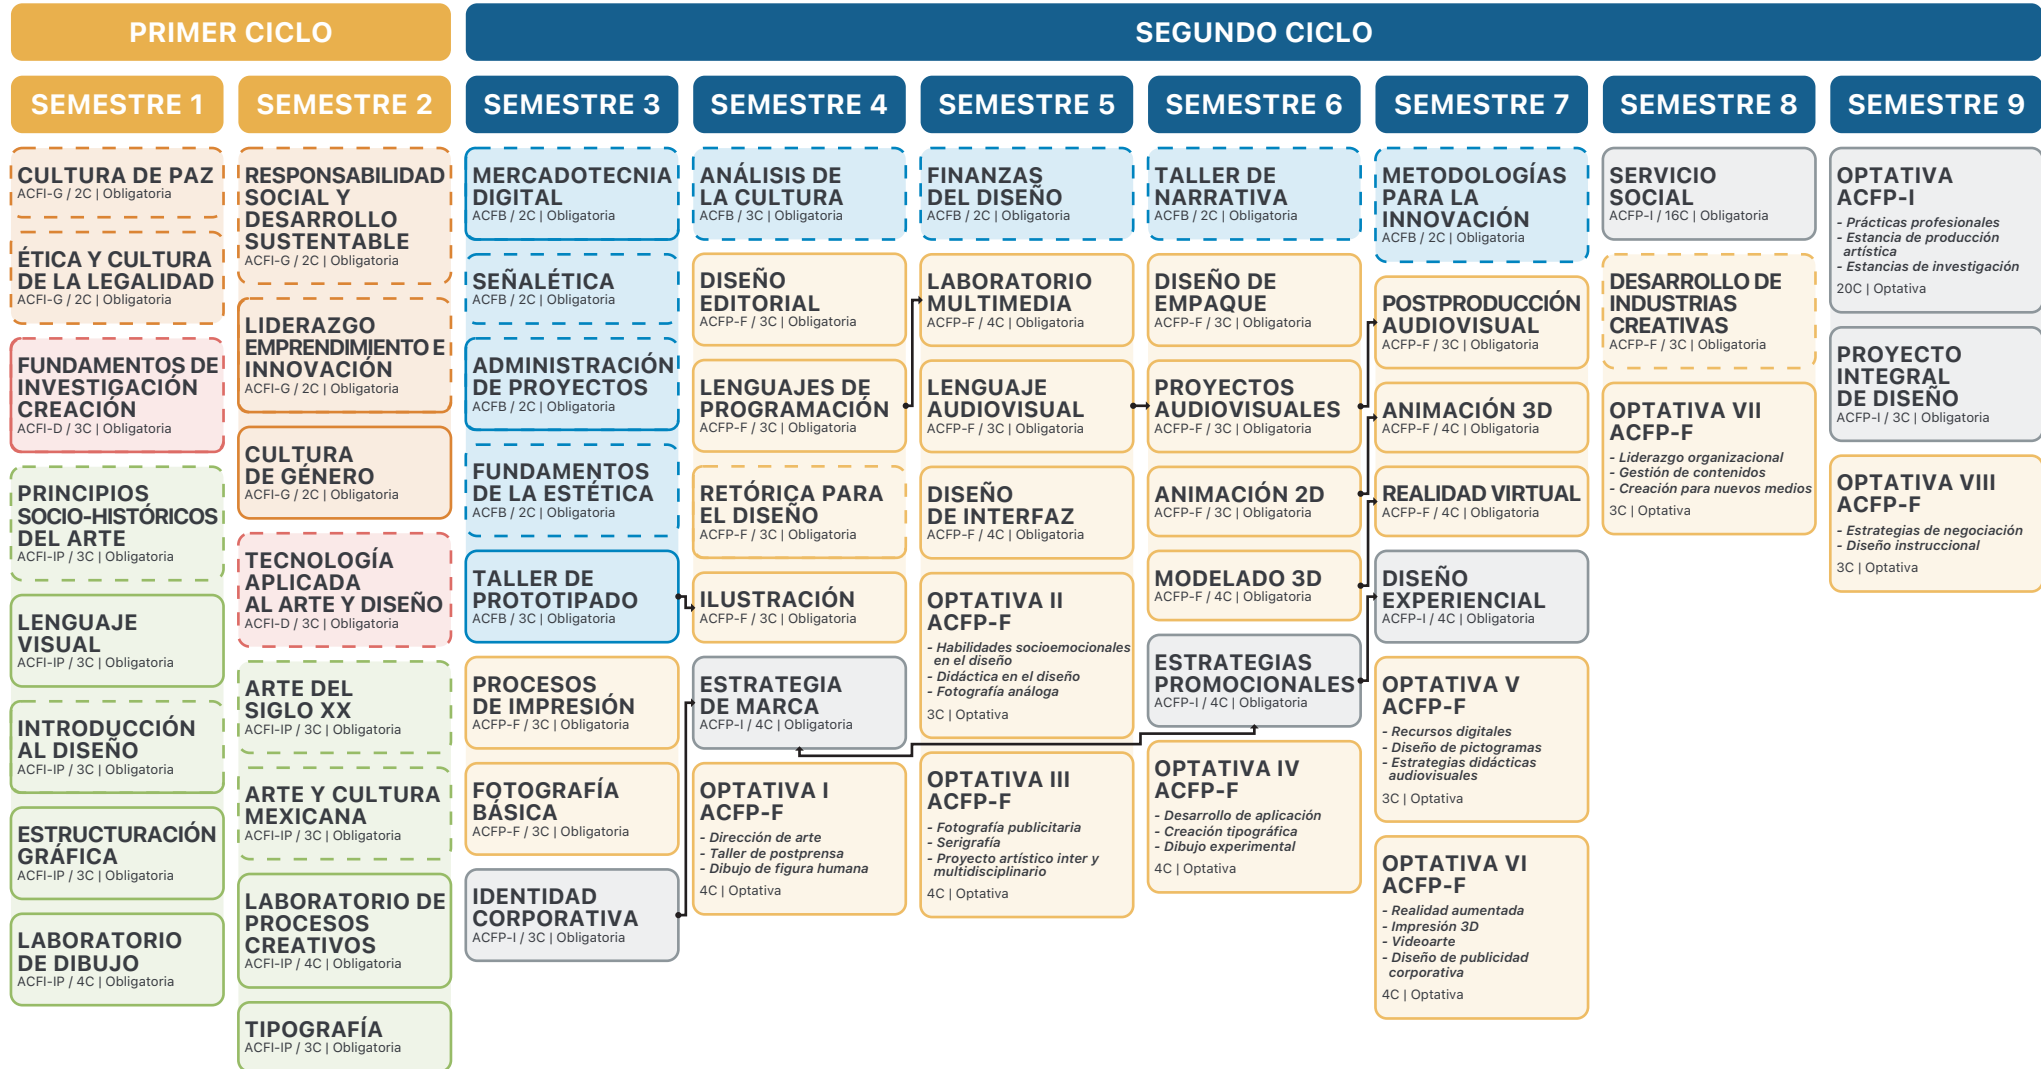 PRIMER CICLO
SEGUNDO CICLO
SEMESTRE 1
SEMESTRE 2
SEMESTRE 3
SEMESTRE 4
SEMESTRE 5
SEMESTRE 6
SEMESTRE 7
SEMESTRE 8
SEMESTRE 9
CULTURA DE PAZ
ACFI-G / 2C | Obligatoria
ÉTICA Y CULTURA
DE LA LEGALIDAD
ACFI-G / 2C | Obligatoria
FUNDAMENTOS DE
INVESTIGACIÓN
CREACIÓN
ACFI-D / 3C | Obligatoria
PRINCIPIOS
SOCIO-HISTÓRICOS
DEL ARTE
ACFI-IP / 3C | Obligatoria
LENGUAJE
VISUAL
ACFI-IP / 3C | Obligatoria
INTRODUCCIÓN
AL DISEÑO
ACFI-IP / 3C | Obligatoria
ESTRUCTURACIÓN
GRÁFICA
ACFI-IP / 3C | Obligatoria
LABORATORIO
DE DIBUJO
ACFI-IP / 4C | Obligatoria
RESPONSABILIDAD
SOCIAL Y
DESARROLLO
SUSTENTABLE
ACFI-G / 2C | Obligatoria
LIDERAZGO
EMPRENDIMIENTO E
INNOVACIÓN
ACFI-G / 2C | Obligatoria
CULTURA
DE GÉNERO
ACFI-G / 2C | Obligatoria
TECNOLOGÍA
APLICADA
AL ARTE Y DISEÑO
ACFI-D / 3C | Obligatoria
ARTE DEL
SIGLO XX
ACFI-IP / 3C | Obligatoria
ARTE Y CULTURA
MEXICANA
ACFI-IP / 3C | Obligatoria
LABORATORIO DE
PROCESOS
CREATIVOS
ACFI-IP / 4C | Obligatoria
TIPOGRAFÍA
ACFI-IP / 3C | Obligatoria
MERCADOTECNIA
DIGITAL
ACFB / 2C | Obligatoria
SEÑALÉTICA
ACFB / 2C | Obligatoria
ADMINISTRACIÓN
DE PROYECTOS
ACFB / 2C | Obligatoria
FUNDAMENTOS
DE LA ESTÉTICA
ACFB / 2C | Obligatoria
TALLER DE
PROTOTIPADO
ACFB / 3C | Obligatoria
PROCESOS
DE IMPRESIÓN
ACFP-F / 3C | Obligatoria
FOTOGRAFÍA
BÁSICA
ACFP-F / 3C | Obligatoria
IDENTIDAD
CORPORATIVA
ACFP-I / 3C | Obligatoria
ANÁLISIS DE
LA CULTURA
ACFB / 3C | Obligatoria
DISEÑO
EDITORIAL
ACFP-F / 3C | Obligatoria
LENGUAJES DE
PROGRAMACIÓN
ACFP-F / 3C | Obligatoria
RETÓRICA PARA
EL DISEÑO
ACFP-F / 3C | Obligatoria
ILUSTRACIÓN
ACFP-F / 3C | Obligatoria
ESTRATEGIA
DE MARCA
ACFP-I / 4C | Obligatoria
OPTATIVA I
ACFP-F
- Dirección de arte
- Taller de postprensa
- Dibujo de figura humana
4C | Optativa
FINANZAS
DEL DISEÑO
ACFB / 2C | Obligatoria
LABORATORIO
MULTIMEDIA
ACFP-F / 4C | Obligatoria
LENGUAJE
AUDIOVISUAL
ACFP-F / 3C | Obligatoria
DISEÑO
DE INTERFAZ
ACFP-F / 4C | Obligatoria
OPTATIVA II
ACFP-F
- Habilidades socioemocionales
en el diseño
- Didáctica en el diseño
- Fotografía análoga
3C | Optativa
OPTATIVA III
ACFP-F
- Fotografía publicitaria
- Serigrafía
- Proyecto artístico inter y
multidisciplinario
4C | Optativa
TALLER DE
NARRATIVA
ACFB / 2C | Obligatoria
DISEÑO DE
EMPAQUE
ACFP-F / 3C | Obligatoria
PROYECTOS
AUDIOVISUALES
ACFP-F / 3C | Obligatoria
ANIMACIÓN 2D
ACFP-F / 3C | Obligatoria
MODELADO 3D
ACFP-F / 4C | Obligatoria
ESTRATEGIAS
PROMOCIONALES
ACFP-I / 4C | Obligatoria
OPTATIVA IV
ACFP-F
- Desarrollo de aplicación
- Creación tipográfica
- Dibujo experimental
4C | Optativa
METODOLOGÍAS
PARA LA
INNOVACIÓN
ACFB / 2C | Obligatoria
POSTPRODUCCIÓN
AUDIOVISUAL
ACFP-F / 3C | Obligatoria
ANIMACIÓN 3D
ACFP-F / 4C | Obligatoria
REALIDAD VIRTUAL
ACFP-F / 4C | Obligatoria
DISEÑO
EXPERIENCIAL
ACFP-I / 4C | Obligatoria
OPTATIVA V
ACFP-F
- Recursos digitales
- Diseño de pictogramas
- Estrategias didácticas
audiovisuales
3C | Optativa
OPTATIVA VI
ACFP-F
- Realidad aumentada
- Impresión 3D
- Videoarte
- Diseño de publicidad
corporativa
4C | Optativa
SERVICIO
SOCIAL
ACFP-I / 16C | Obligatoria
DESARROLLO DE
INDUSTRIAS
CREATIVAS
ACFP-F / 3C | Obligatoria
OPTATIVA VII
ACFP-F
- Liderazgo organizacional
- Gestión de contenidos
- Creación para nuevos medios
3C | Optativa
OPTATIVA
ACFP-I
- Prácticas profesionales
- Estancia de producción
artística
- Estancias de investigación
20C | Optativa
PROYECTO
INTEGRAL
DE DISEÑO
ACFP-I / 3C | Obligatoria
OPTATIVA VIII
ACFP-F
- Estrategias de negociación
- Diseño instruccional
3C | Optativa